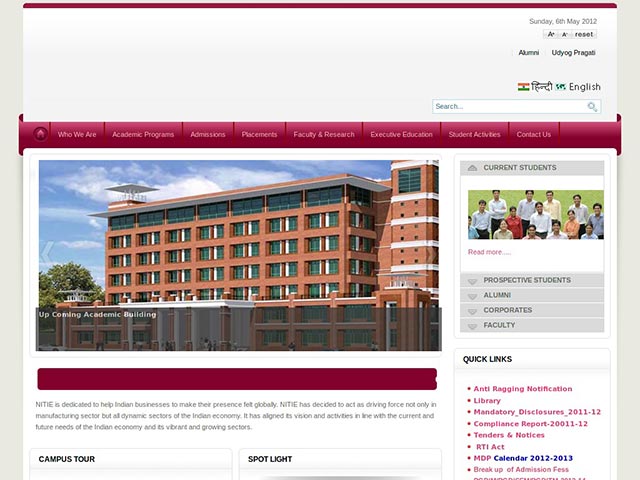 Sunday, 6th May 2012
A+ A- reset
Alumni Udyog Pragati
हिन्दी English
Search...
Who We Are Academic Programs Admissions Placements Faculty & Research Executive Education Student Activities Contact Us
CURRENT STUDENTS
Read more.....
PROSPECTIVE STUDENTS
ALUMNI
CORPORATES
FACULTY
Up Coming Academic Building
NITIE is dedicated to help Indian businesses to make their presence felt globally. NITIE has decided to act as driving force not only in
manufacturing sector but all dynamic sectors of the Indian economy. It has aligned its vision and activities in line with the current and
future needs of the Indian economy and its vibrant and growing sectors.
CAMPUS TOUR
SPOT LIGHT
QUICK LINKS
Anti Ragging Notification
Library
Mandatory_Disclosures_2011-12
Compliance Report-20011-12
Tenders & Notices
RTI Act
MDP Calendar 2012-2013
Break up of Admission Fess